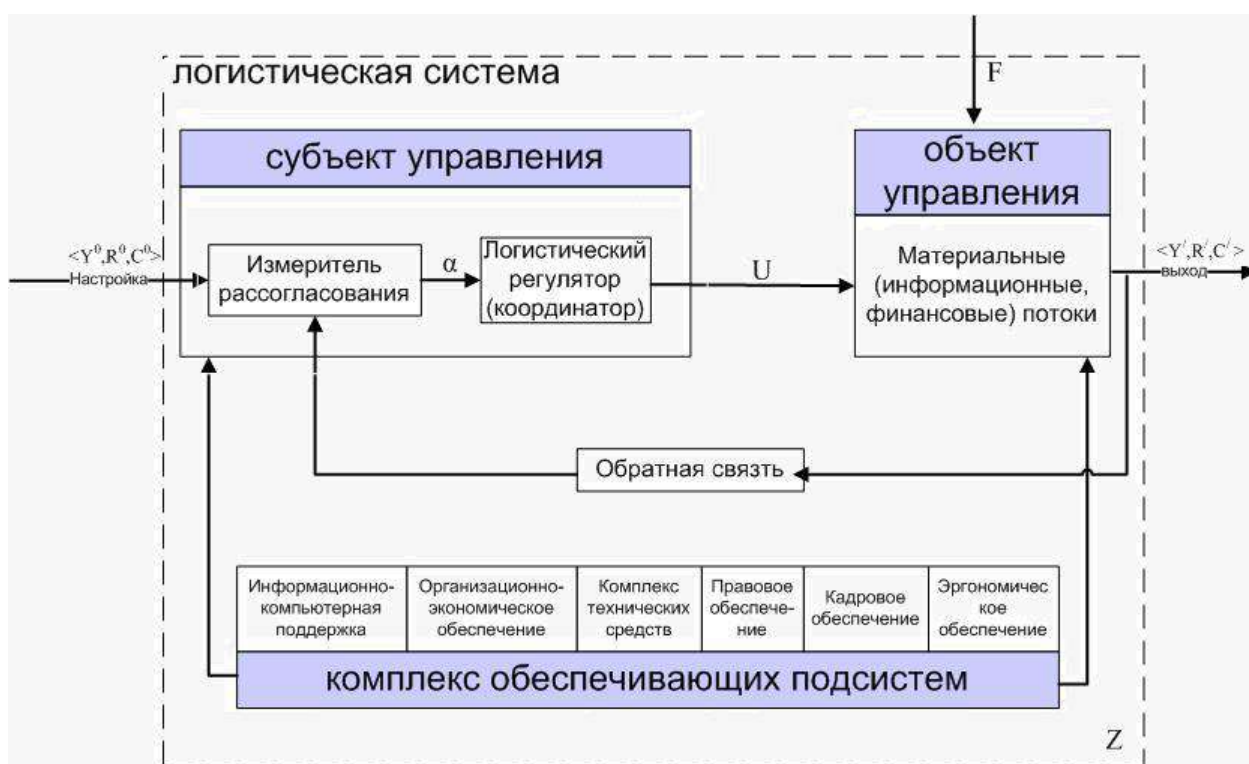 F
логистическая система
субъект управления
объект
управления
<Y⁰,R⁰,C⁰>
Настройка
Измеритель
рассогласования
α
Логистический
регулятор
(координатор)
U
Материальные
(информационные,
финансовые) потоки
<Y′,R′,C′>
выход
Обратная связть
Информационно-
компьютерная
поддержка
Организационно-
экономическое
обеспечение
Комплекс
технических
средств
Правовое
обеспече-
ние
Кадровое
обеспечение
Эргономичес
кое
обеспечение
комплекс обеспечивающих подсистем
Z